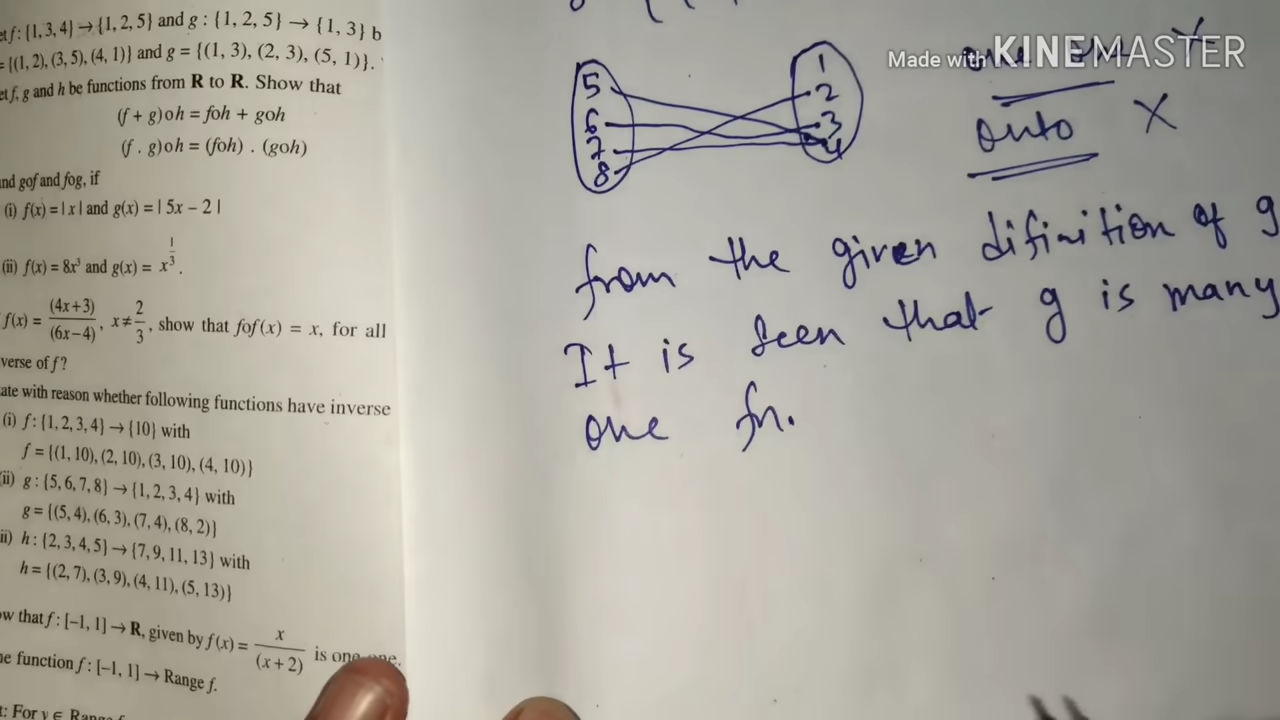 et f : {1, 3, 4} → {1, 2, 5} and g : {1, 2, 5} → {1, 3} b
= {(1, 2), (3, 5), (4, 1)} and g = {(1, 3), (2, 3), (5, 1)}.
et f, g and h be functions from R to R. Show that
(f + g)oh = foh + goh
(f . g)oh = (foh) . (goh)
nd gof and fog, if
(i) f(x) = | x | and g(x) = | 5x – 2 |
(ii) f(x) = 8x³ and g(x) = x^(1/3).
f(x) = (4x+3)/(6x–4), x ≠ 2/3, show that fof(x) = x, for all
verse of f?
ate with reason whether following functions have inverse
(i) f : {1, 2, 3, 4} → {10} with
f = {(1, 10), (2, 10), (3, 10), (4, 10)}
ii) g : {5, 6, 7, 8} → {1, 2, 3, 4} with
g = {(5, 4), (6, 3), (7, 4), (8, 2)}
ii) h : {2, 3, 4, 5} → {7, 9, 11, 13} with
h = {(2, 7), (3, 9), (4, 11), (5, 13)}
ow that f : [–1, 1] → R, given by f(x) = x/(x+2) is one-one.
he function f : [–1, 1] → Range f.
t: For y ∈ Range f
Made with KINEMASTER
X
onto X
5 1
6 2
7 3
8 4
from the given difinition of g
It is seen that g is many
one fn.